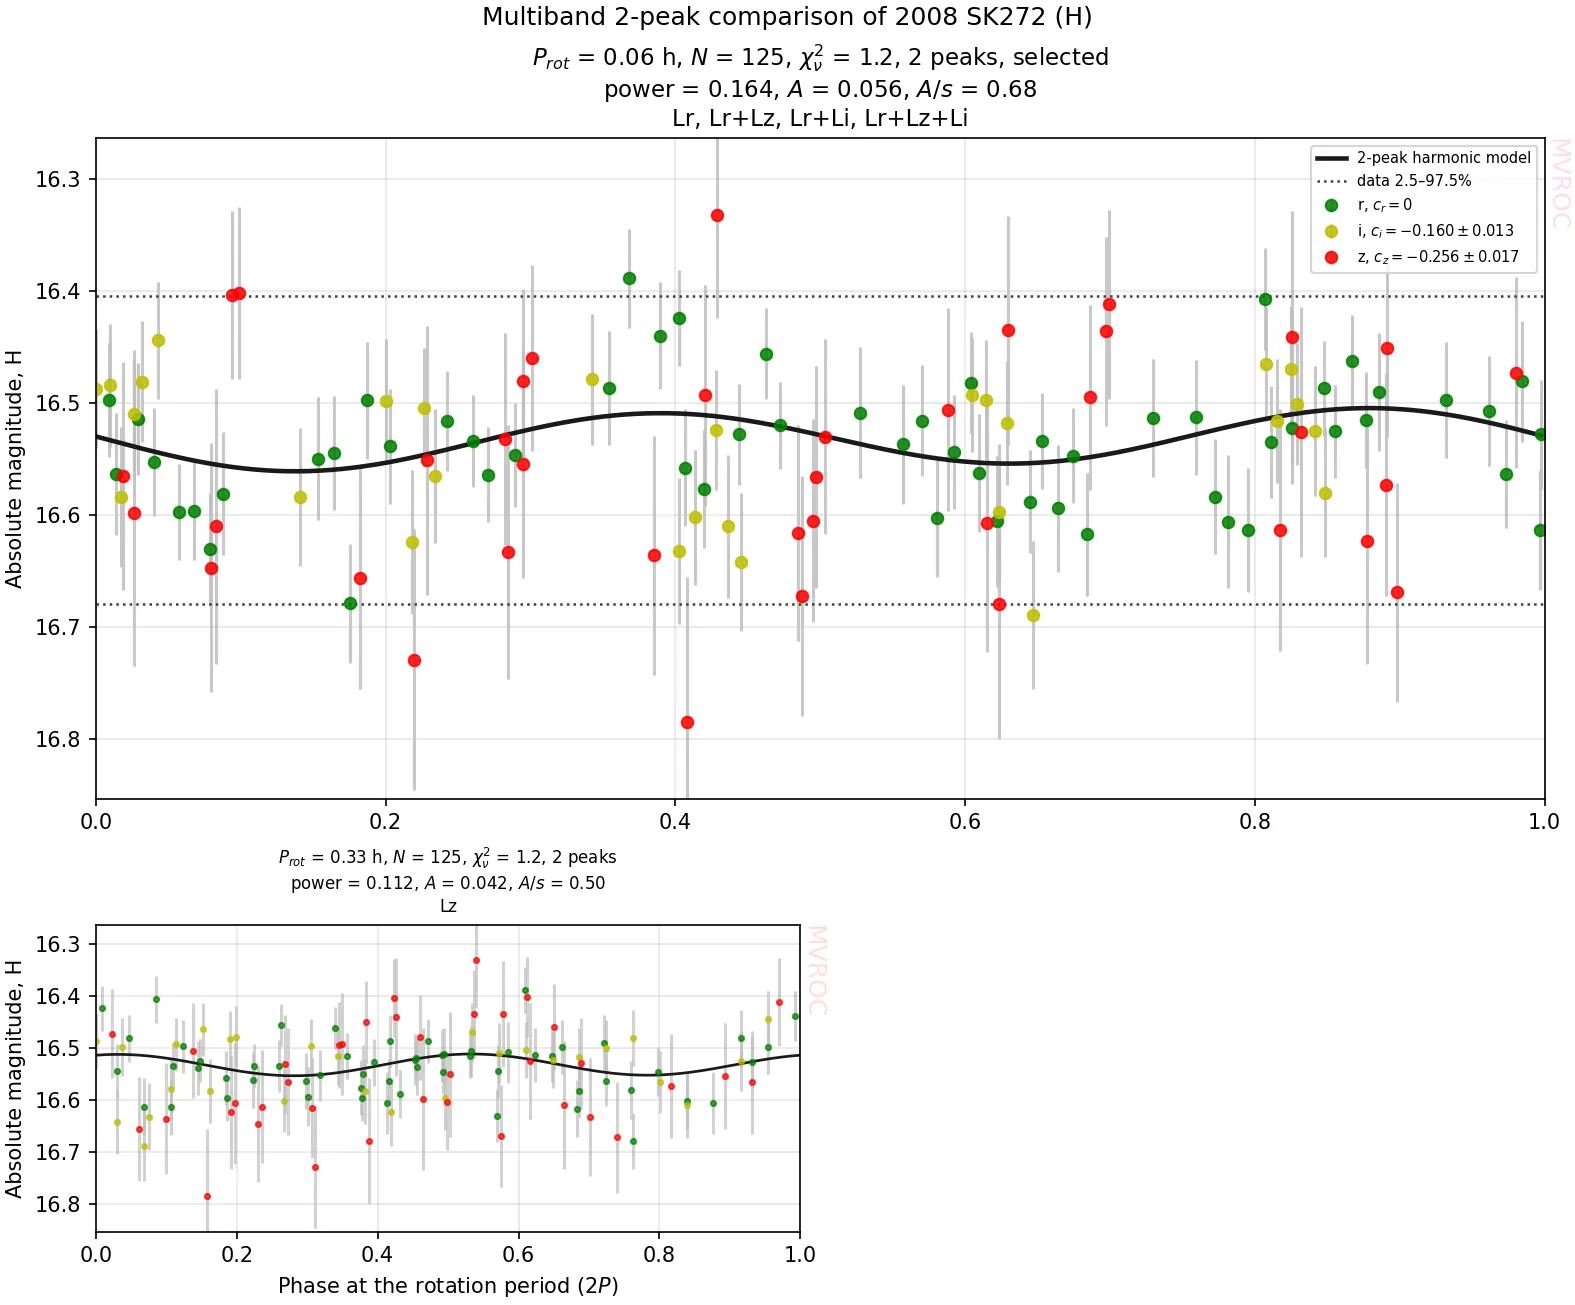 Multiband 2-peak comparison of 2008 SK272 (H)
P_rot = 0.06 h, N = 125, χ²_ν = 1.2, 2 peaks, selected
power = 0.164, A = 0.056, A/s = 0.68
Lr, Lr+Lz, Lr+Li, Lr+Lz+Li
2-peak harmonic model
data 2.5–97.5%
r, c_r = 0
i, c_i = −0.160 ± 0.013
z, c_z = −0.256 ± 0.017
MVROC
Absolute magnitude, H
16.3
16.4
16.5
16.6
16.7
16.8
0.0 0.2 0.4 0.6 0.8 1.0
P_rot = 0.33 h, N = 125, χ²_ν = 1.2, 2 peaks
power = 0.112, A = 0.042, A/s = 0.50
Lz
MVROC
Absolute magnitude, H
16.3
16.4
16.5
16.6
16.7
16.8
0.0 0.2 0.4 0.6 0.8 1.0
Phase at the rotation period (2P)